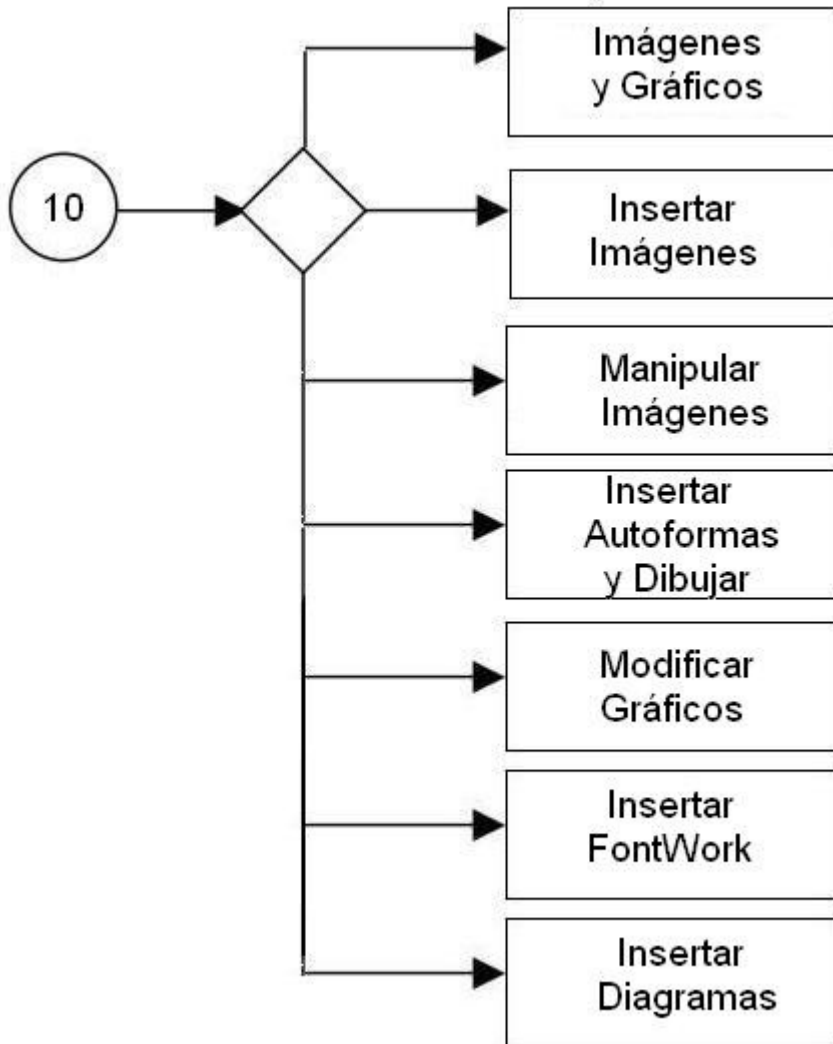 Imágenes
y Gráficos
10
Insertar
Imágenes
Manipular
Imágenes
Insertar
Autoformas
y Dibujar
Modificar
Gráficos
Insertar
FontWork
Insertar
Diagramas